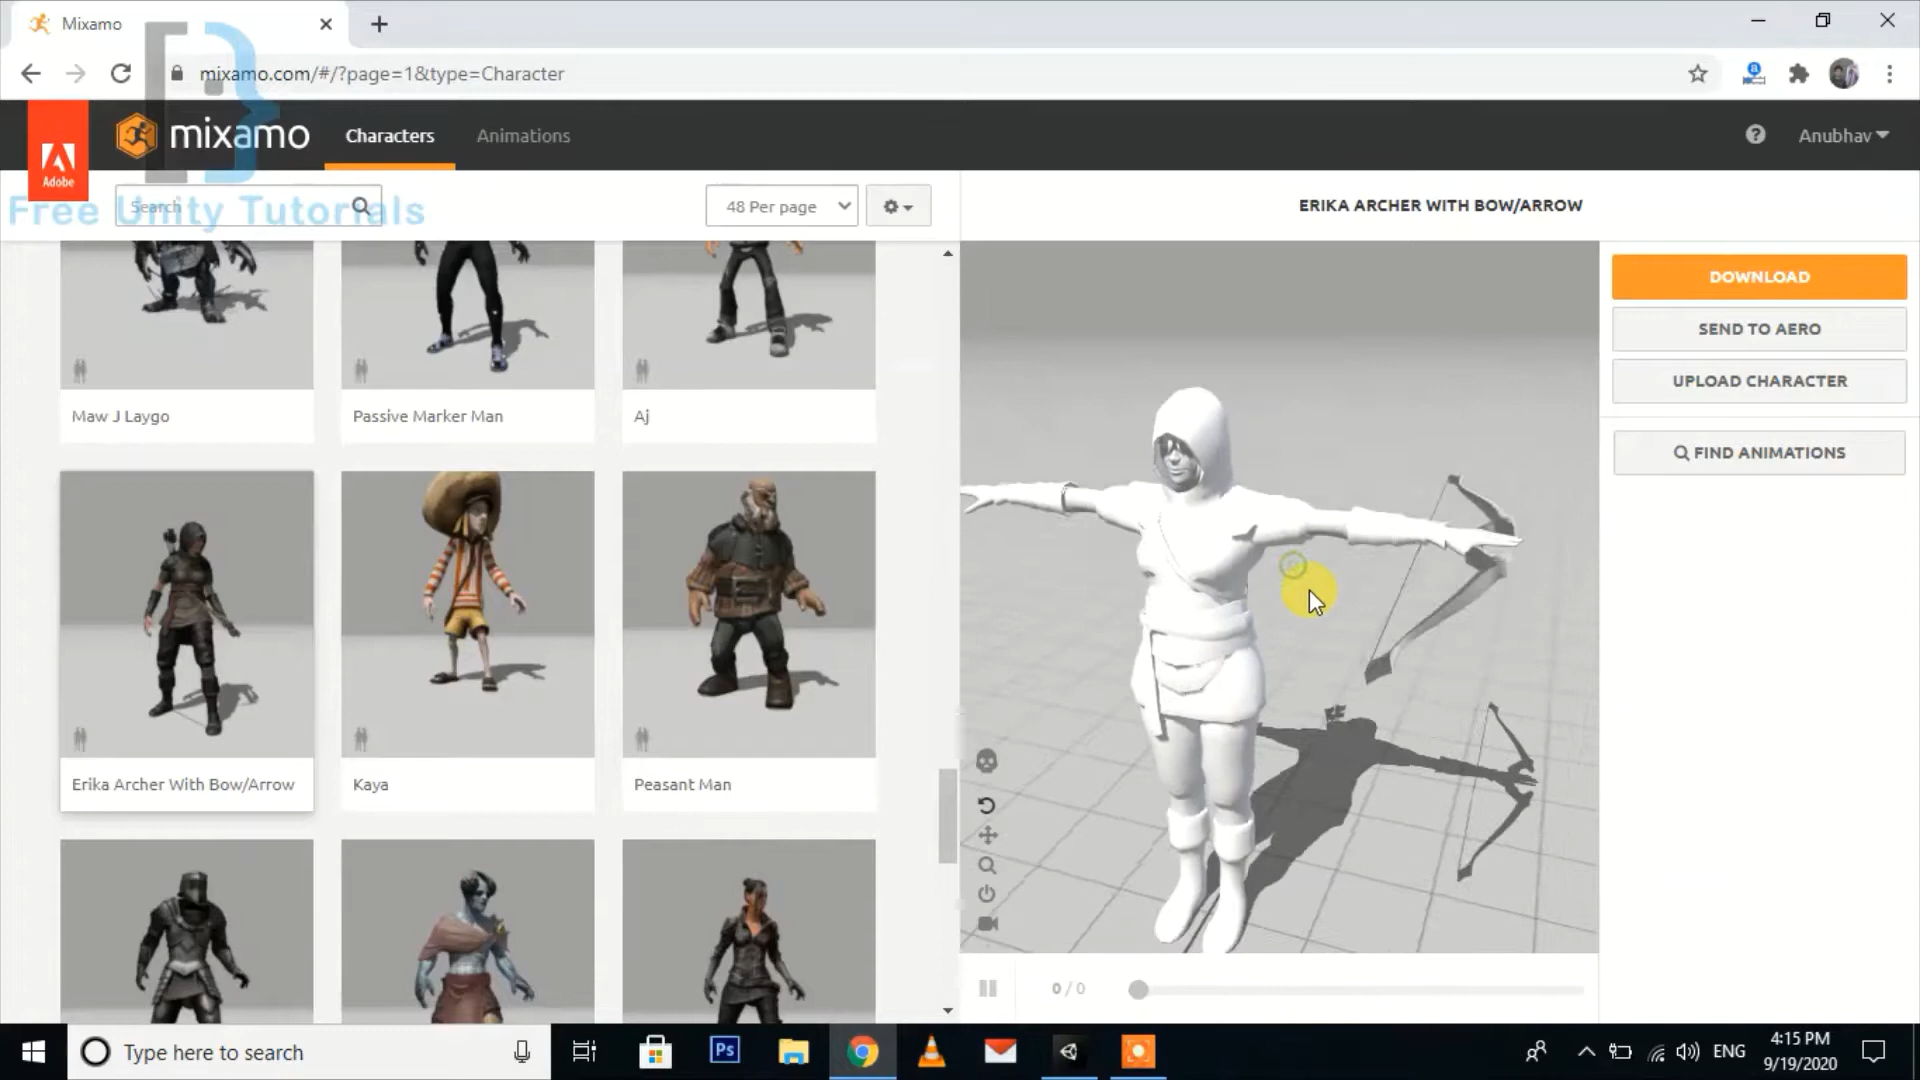 Mixamo
mixamo.com/#/?page=1&type=Character
Adobe
mixamo
Characters
Animations
Anubhav
Free Unity Tutorials
Search
48 Per page
ERIKA ARCHER WITH BOW/ARROW
DOWNLOAD
SEND TO AERO
UPLOAD CHARACTER
FIND ANIMATIONS
Maw J Laygo
Passive Marker Man
Aj
Erika Archer With Bow/Arrow
Kaya
Peasant Man
0 / 0
Type here to search
Ps
ENG
4:15 PM
9/19/2020